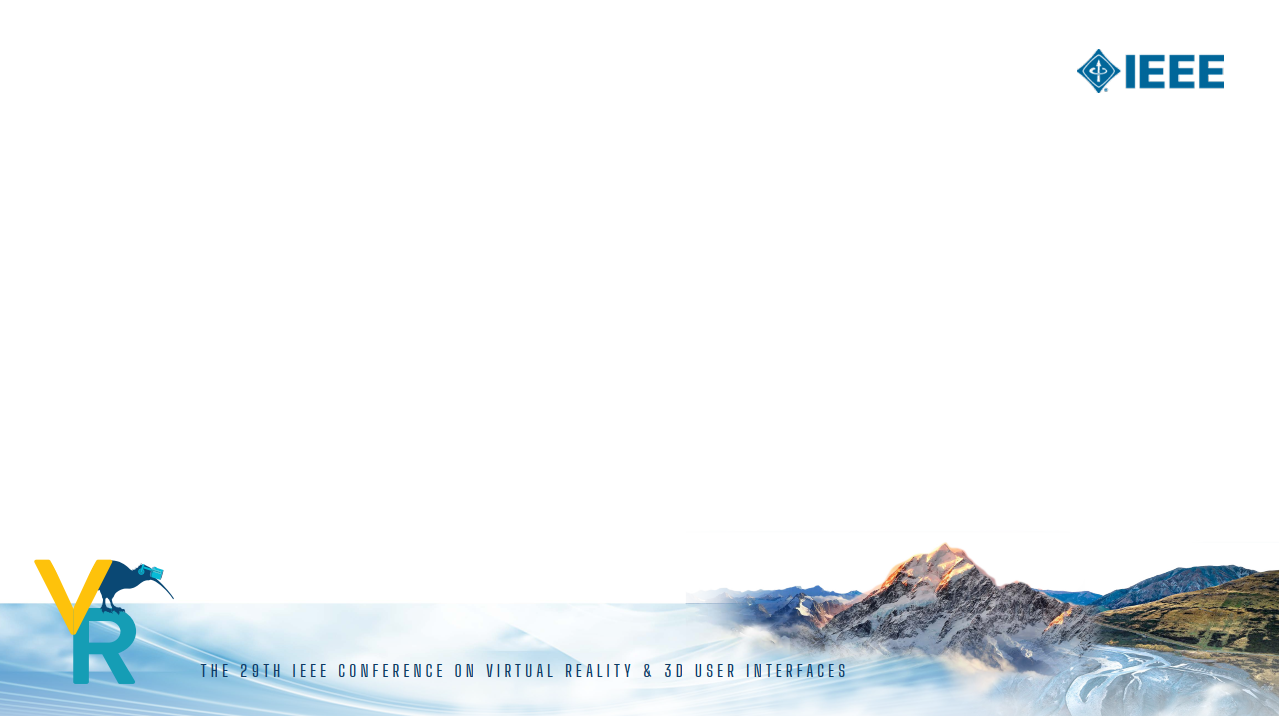 IEEE
VR
THE 29TH IEEE CONFERENCE ON VIRTUAL REALITY & 3D USER INTERFACES